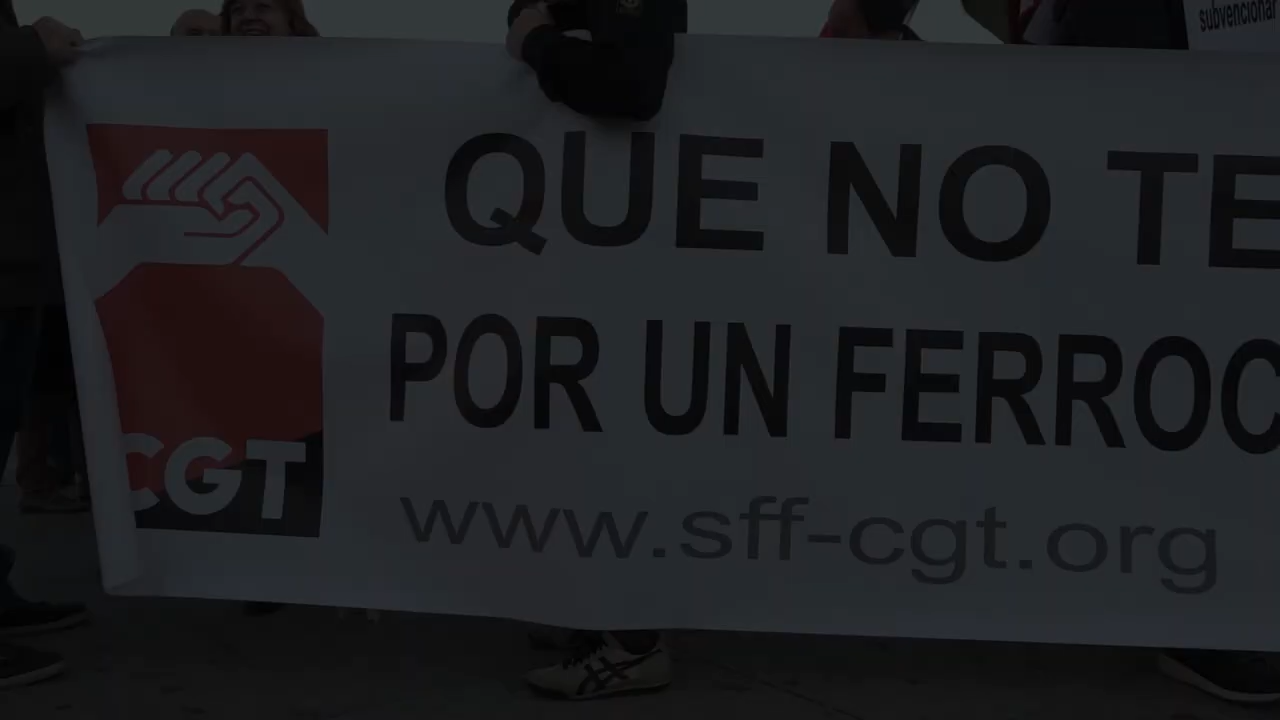 subvencionar
QUE NO TE
POR UN FERROC
CGT
www.sff-cgt.org